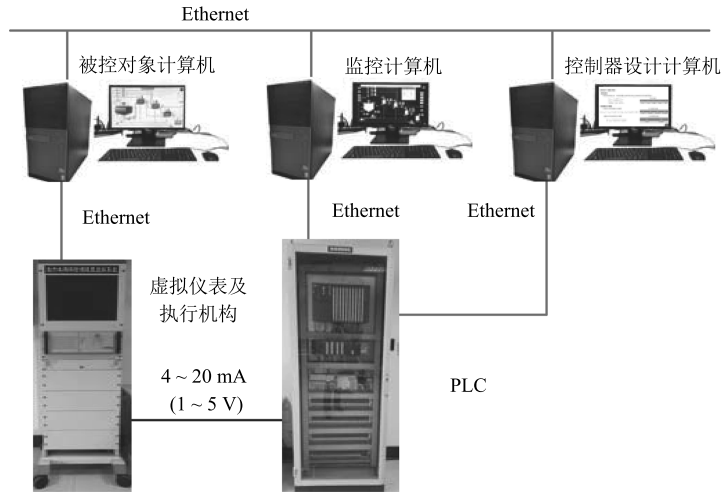 Ethernet
被控对象计算机
监控计算机
控制器设计计算机
Ethernet
Ethernet
Ethernet
虚拟仪表及
执行机构
4 ~ 20 mA
(1 ~ 5 V)
PLC